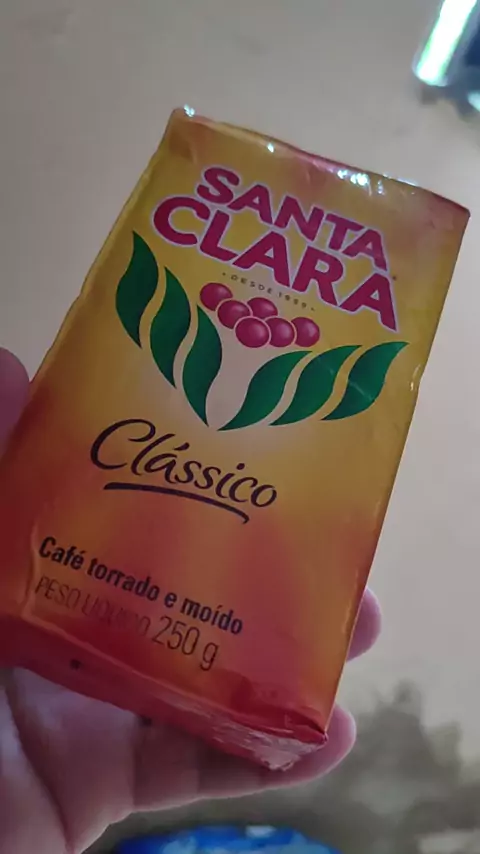 SANTA
CLARA
• DESDE 1959 •
Clássico
Café torrado e moído
PESO LÍQUIDO 250 g